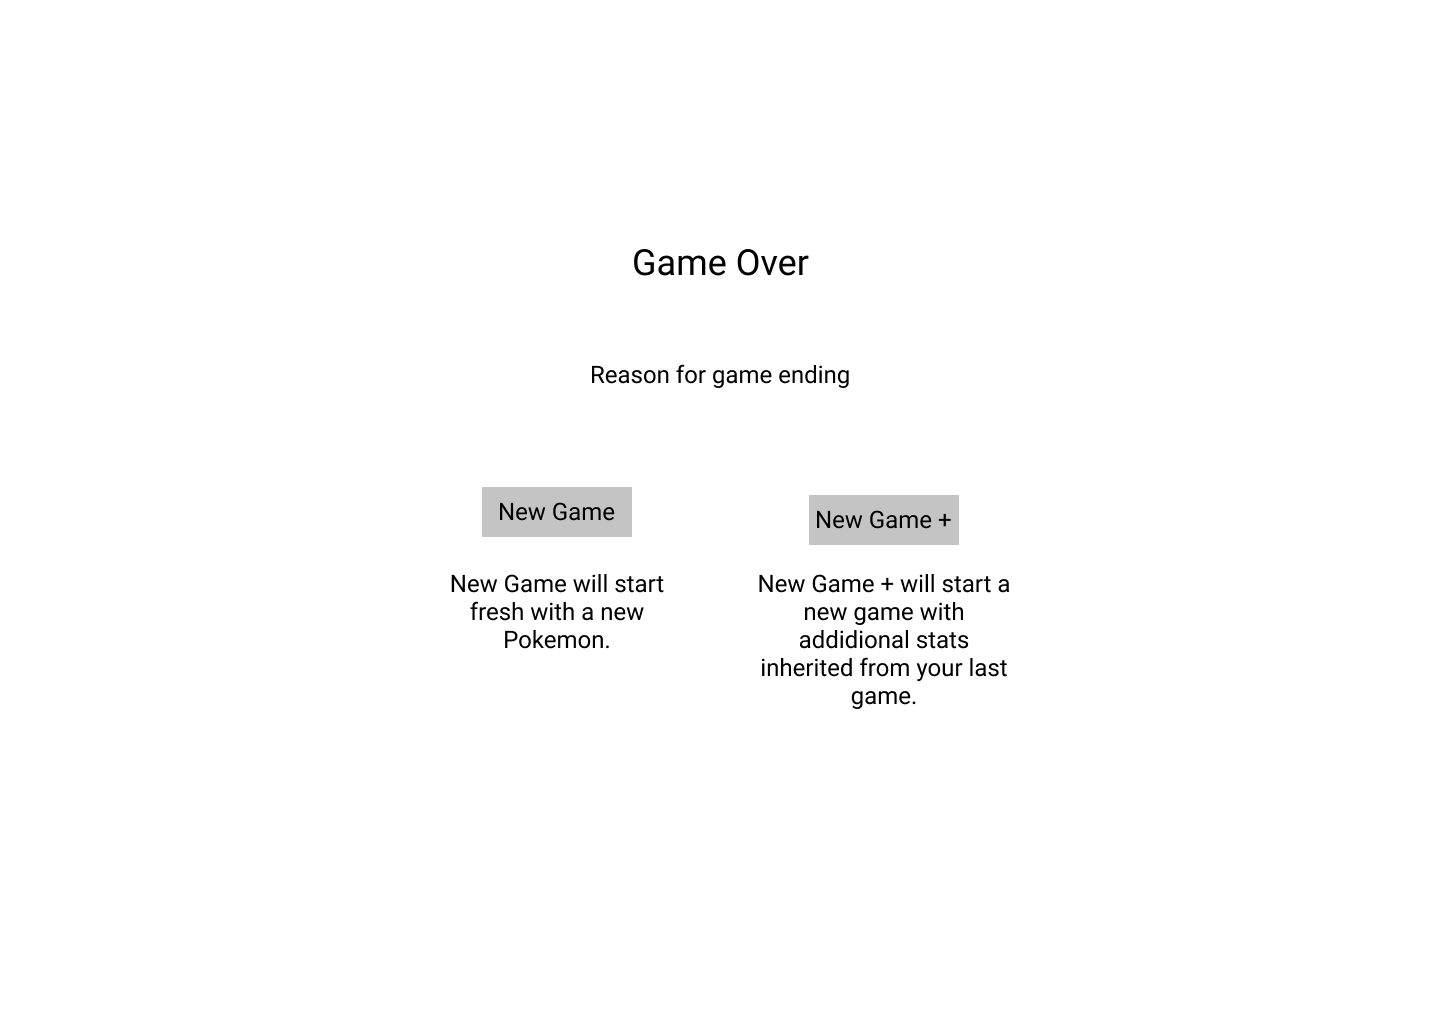 Game Over
Reason for game ending
New Game
New Game +
New Game will start
fresh with a new
Pokemon.
New Game + will start a
new game with
addidional stats
inherited from your last
game.